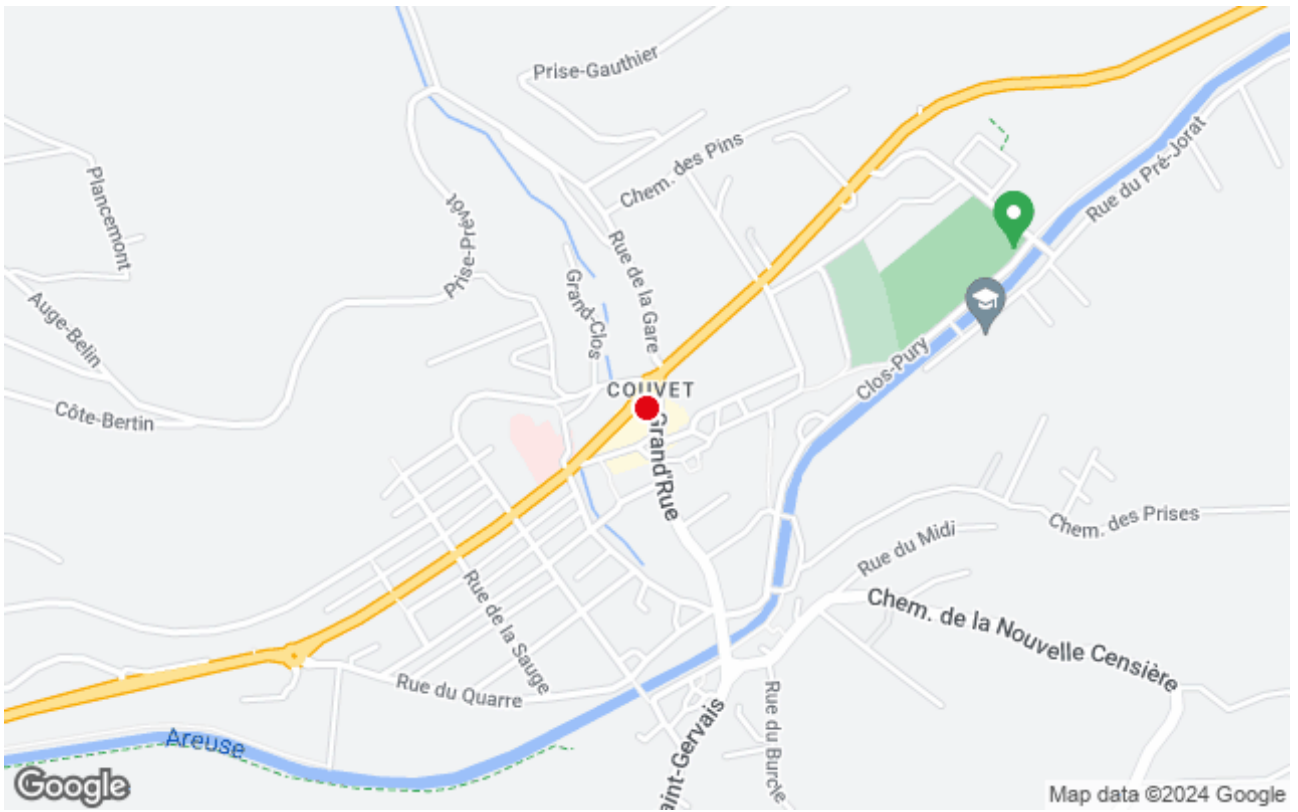 Prise-Gauthier
Chem. des Pins
Rue du Pré-Jorat
Plancemont
Prise-Prévôt
Rue de la Gare
Grand-Clos
Auge-Belin
Clos-Pury
COUVET
Côte-Bertin
Grand'Rue
Chem. des Prises
Rue du Midi
Rue de la Sauge
Chem. de la Nouvelle Censière
Rue du Quarre
Rue du Burcle
aint-Gervais
Areuse
Google
Map data ©2024 Google